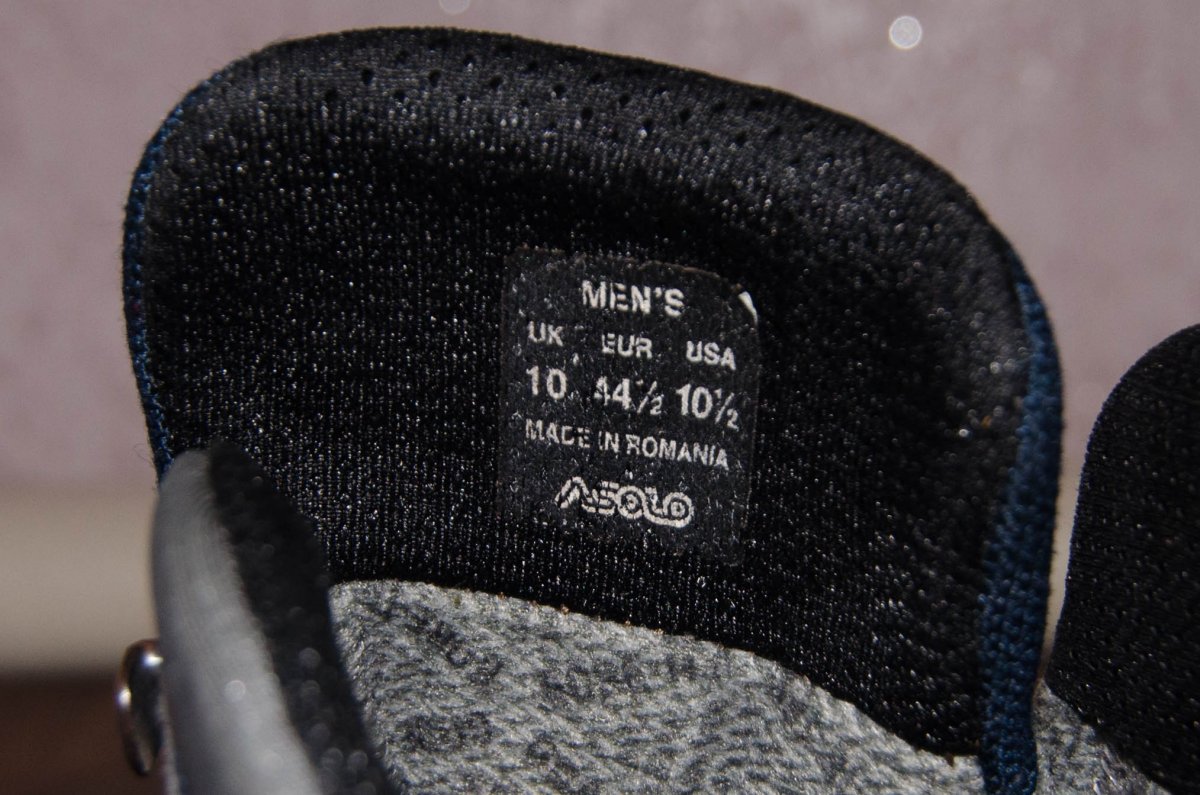 MEN'S
UK EUR USA
10 44½ 10½
MADE IN ROMANIA
ASOLO